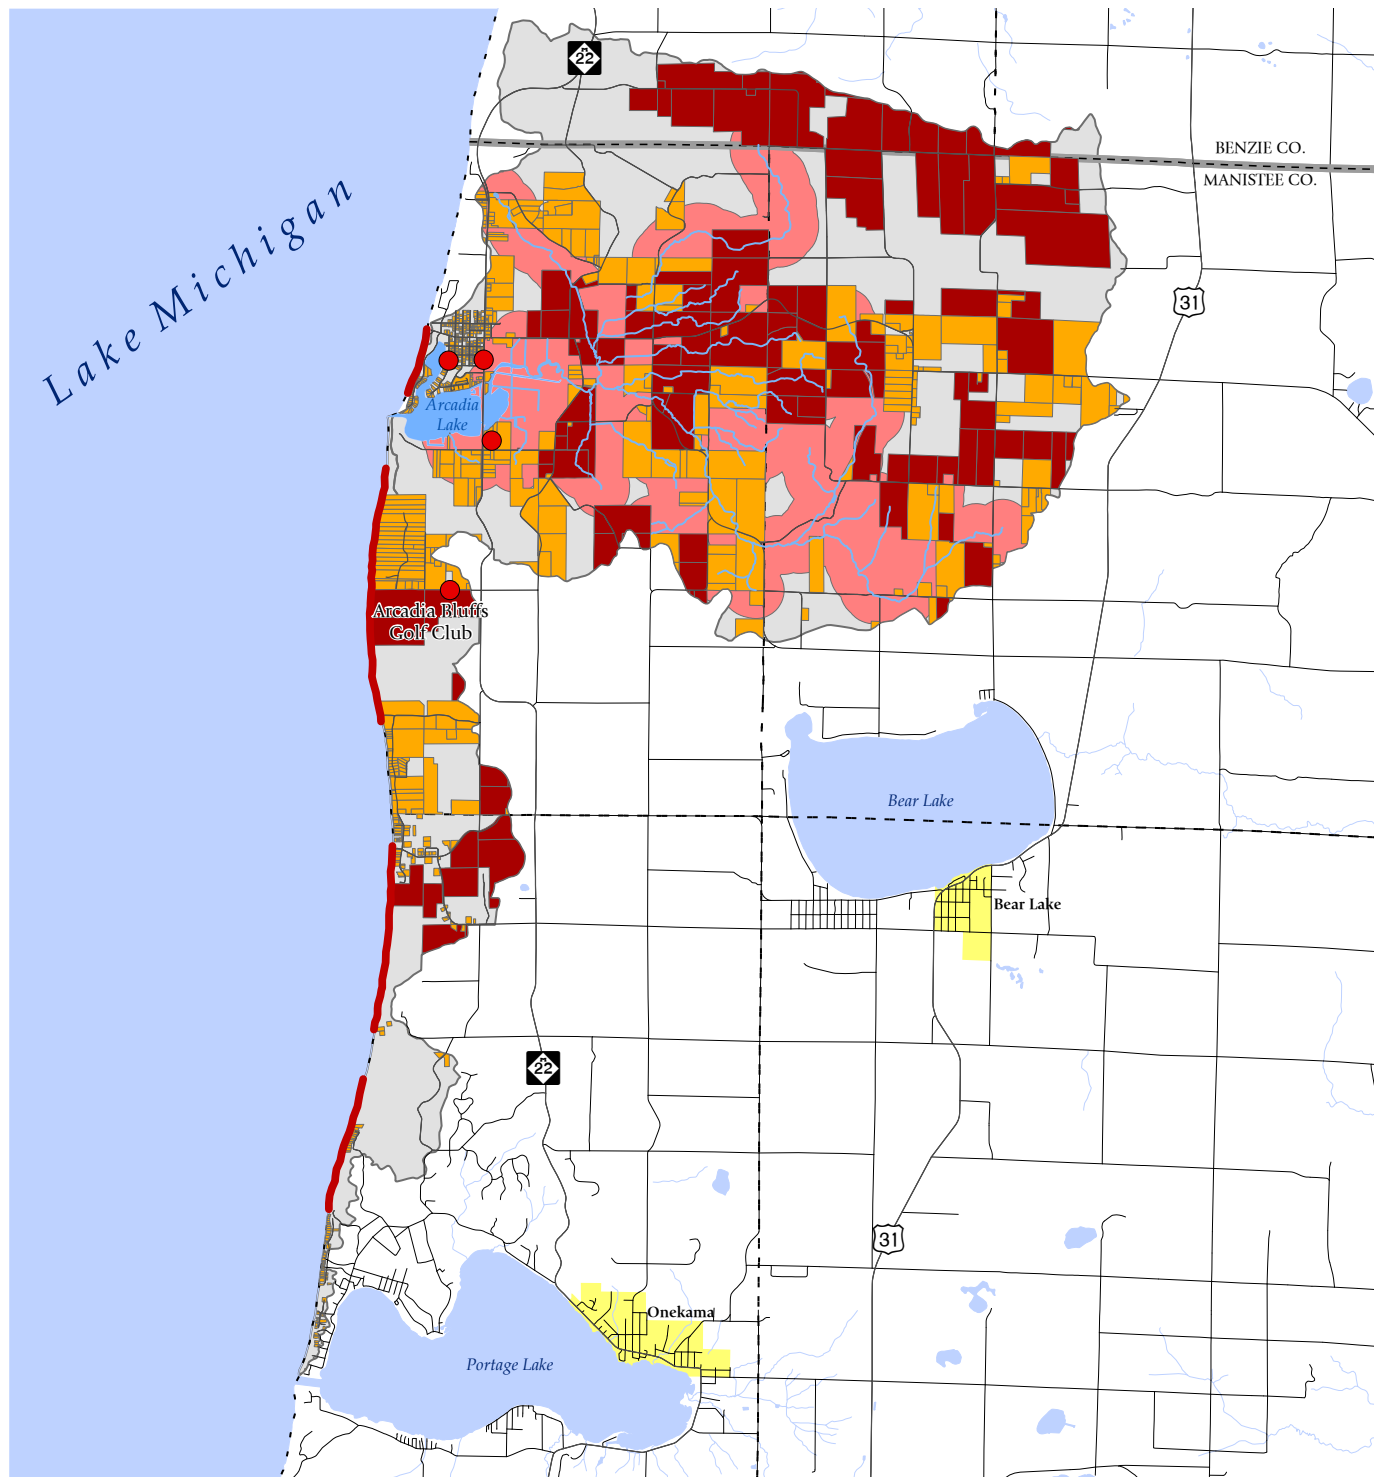 M
22
BENZIE CO.
MANISTEE CO.
Lake Michigan
31
Arcadia
Lake
Arcadia Bluffs
Golf Club
Bear Lake
Bear Lake
M
22
31
Onekama
Portage Lake